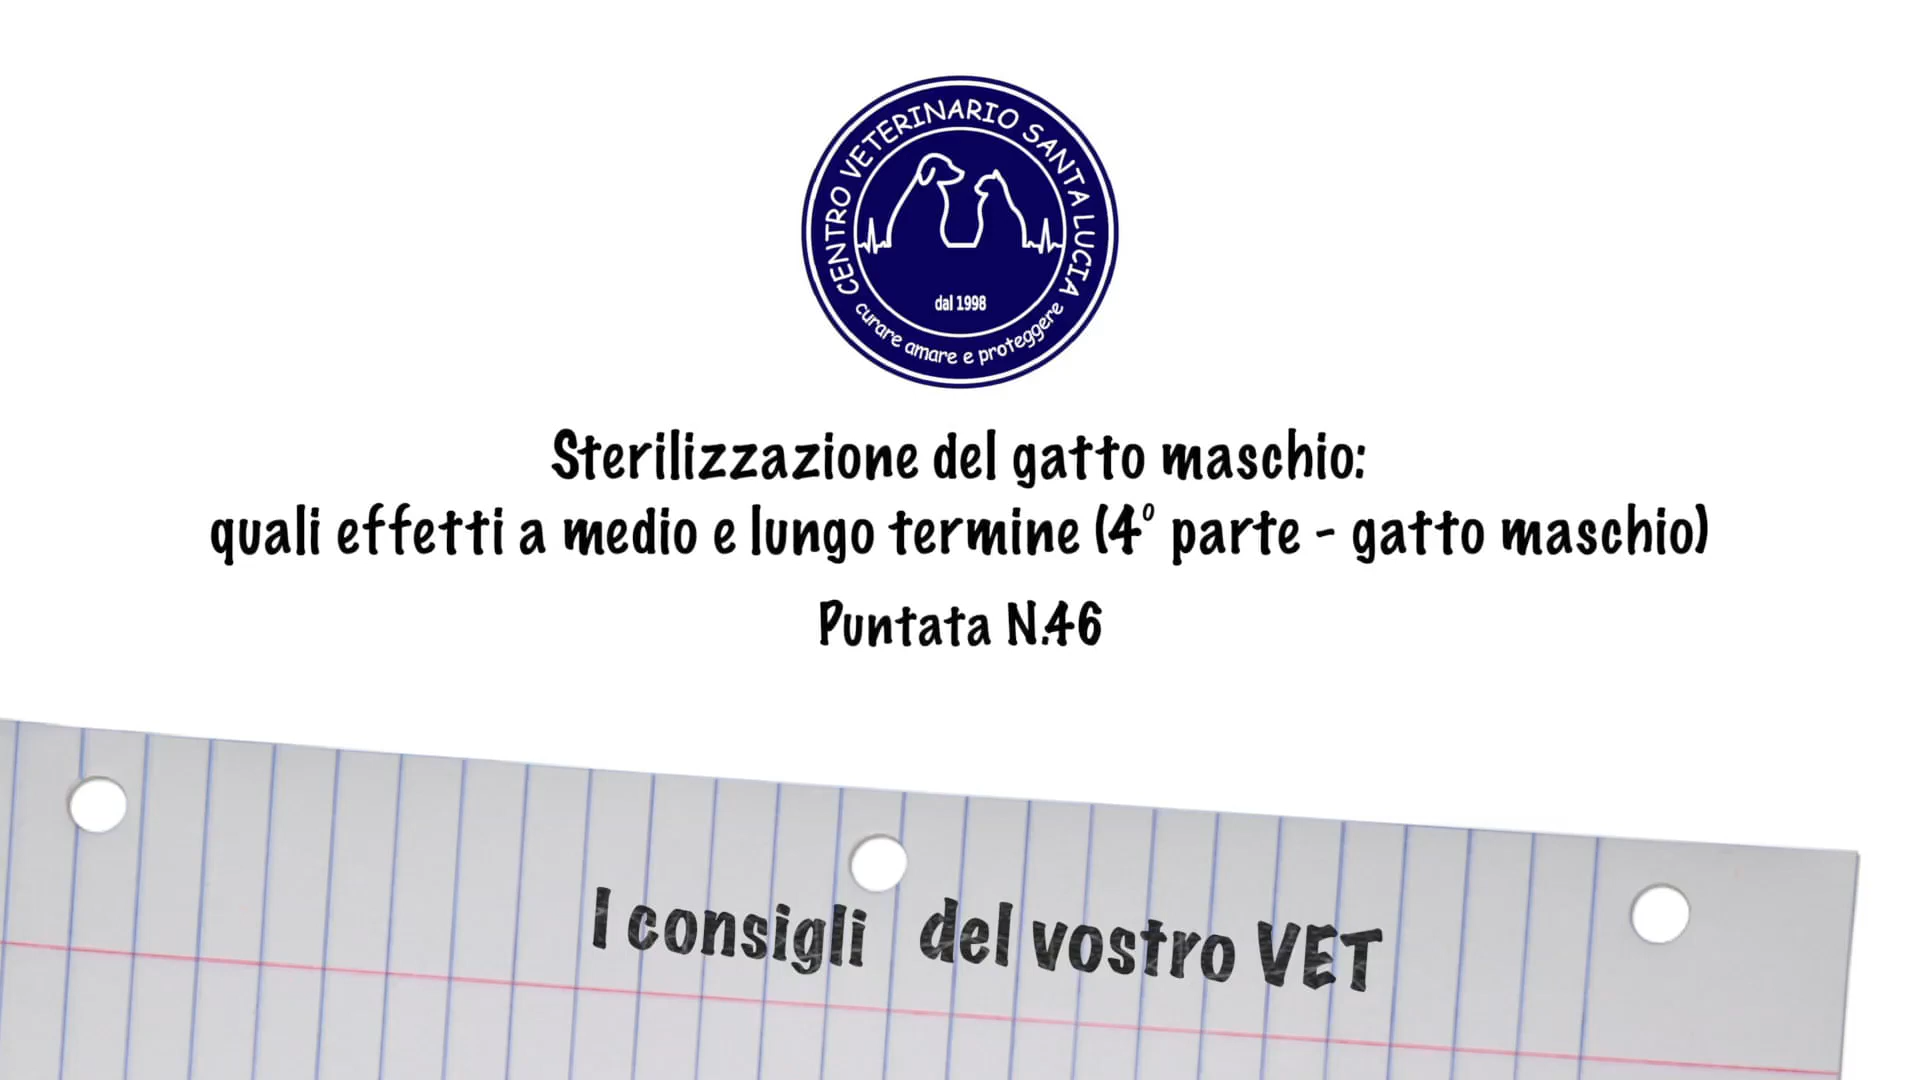 CENTRO VETERINARIO SANTA LUCIA
dal 1998
curare amare e proteggere
Sterilizzazione del gatto maschio:
quali effetti a medio e lungo termine (4° parte - gatto maschio)
Puntata N.46
I consigli del vostro VET